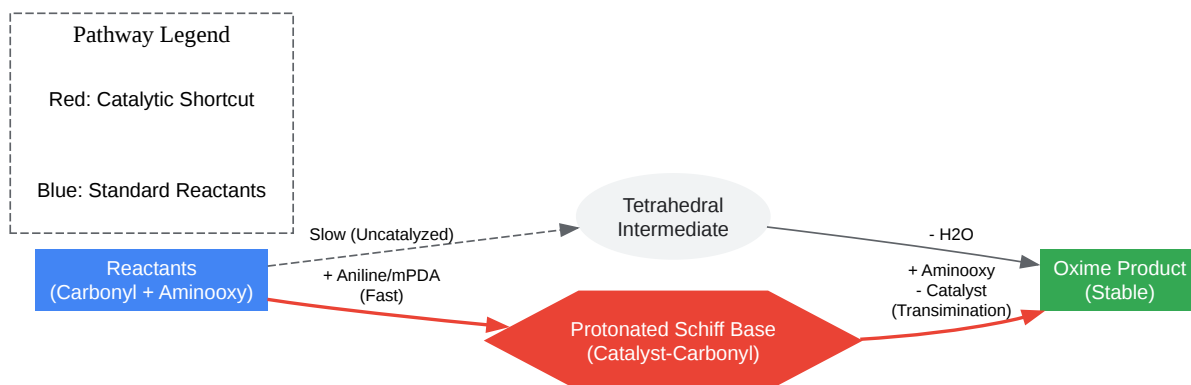 Pathway Legend
Red: Catalytic Shortcut
Blue: Standard Reactants
Reactants
(Carbonyl + Aminooxy)
Slow (Uncatalyzed)
+ Aniline/mPDA
(Fast)
Tetrahedral
Intermediate
Protonated Schiff Base
(Catalyst-Carbonyl)
- H2O
+ Aminooxy
- Catalyst
(Transimination)
Oxime Product
(Stable)